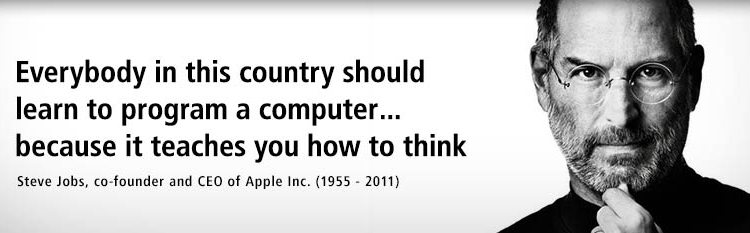 Everybody in this country should
learn to program a computer...
because it teaches you how to think
Steve Jobs, co-founder and CEO of Apple Inc. (1955 - 2011)